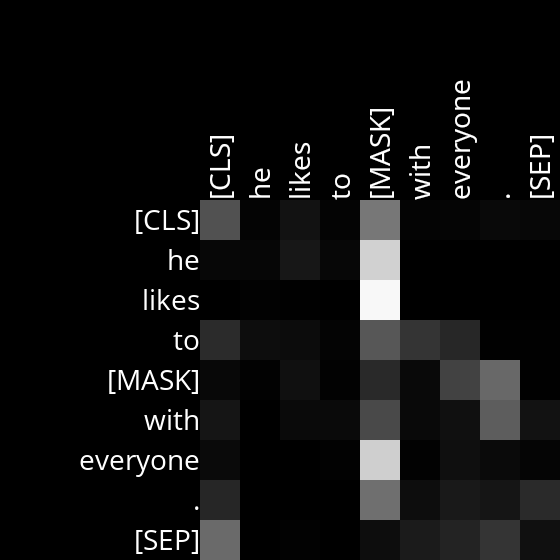 [CLS] he likes to [MASK] with everyone . [SEP]
[CLS]
he
likes
to
[MASK]
with
everyone
.
[SEP]